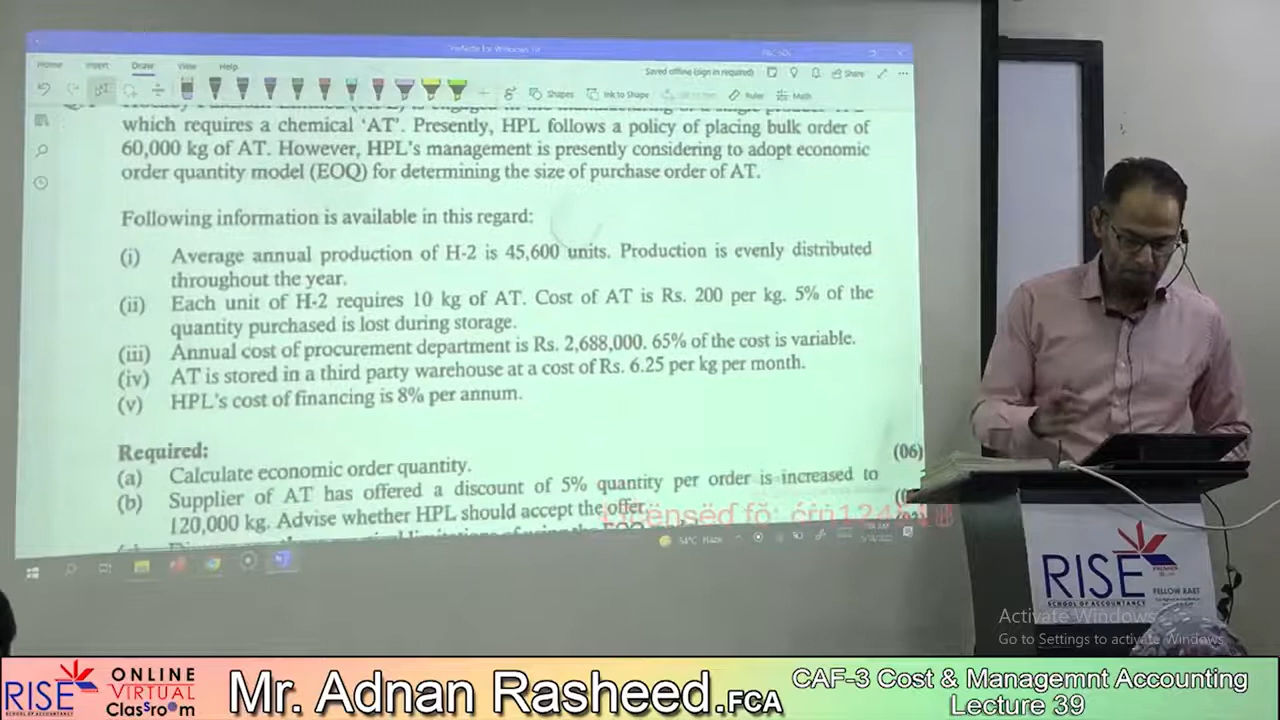 Home Insert Draw View Help
Saved offline (sign in required) Share
Shapes Ink to Shape Ruler Math
which requires a chemical ‘AT’. Presently, HPL follows a policy of placing bulk order of
60,000 kg of AT. However, HPL's management is presently considering to adopt economic
order quantity model (EOQ) for determining the size of purchase order of AT.
Following information is available in this regard:
(i) Average annual production of H-2 is 45,600 units. Production is evenly distributed
throughout the year.
(ii) Each unit of H-2 requires 10 kg of AT. Cost of AT is Rs. 200 per kg. 5% of the
quantity purchased is lost during storage.
(iii) Annual cost of procurement department is Rs. 2,688,000. 65% of the cost is variable.
(iv) AT is stored in a third party warehouse at a cost of Rs. 6.25 per kg per month.
(v) HPL's cost of financing is 8% per annum.
Required:
(a) Calculate economic order quantity. (06)
(b) Supplier of AT has offered a discount of 5% quantity per order is increased to
120,000 kg. Advise whether HPL should accept the offer.
54°C Haze
RISE
SCHOOL OF ACCOUNTANCY
FELLOW RAET
Activate Windows
Go to Settings to activate Windows
RISE
SCHOOL OF ACCOUNTANCY
ONLINE
VIRTUAL
ClasSroom
Mr. Adnan Rasheed.FCA
CAF-3 Cost & Managemnt Accounting
Lecture 39